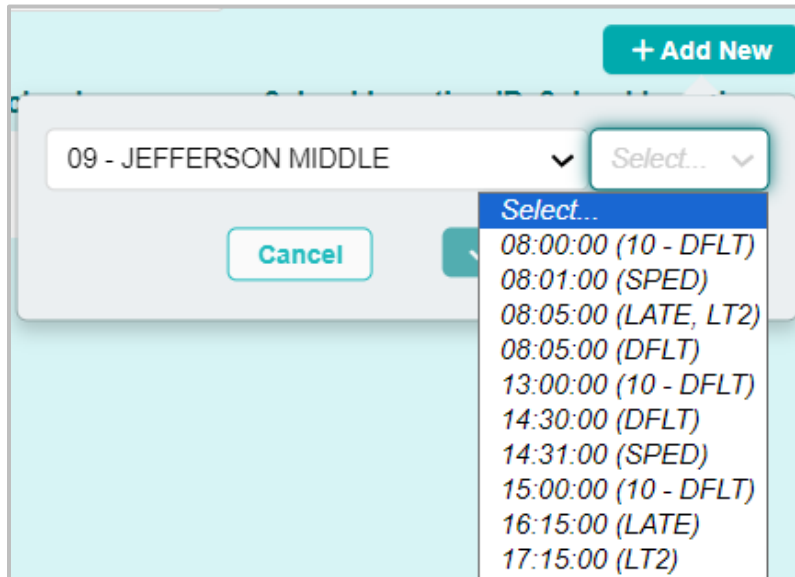 + Add New
09 - JEFFERSON MIDDLE
Select...
Select...
08:00:00 (10 - DFLT)
08:01:00 (SPED)
08:05:00 (LATE, LT2)
08:05:00 (DFLT)
13:00:00 (10 - DFLT)
14:30:00 (DFLT)
14:31:00 (SPED)
15:00:00 (10 - DFLT)
16:15:00 (LATE)
17:15:00 (LT2)
Cancel